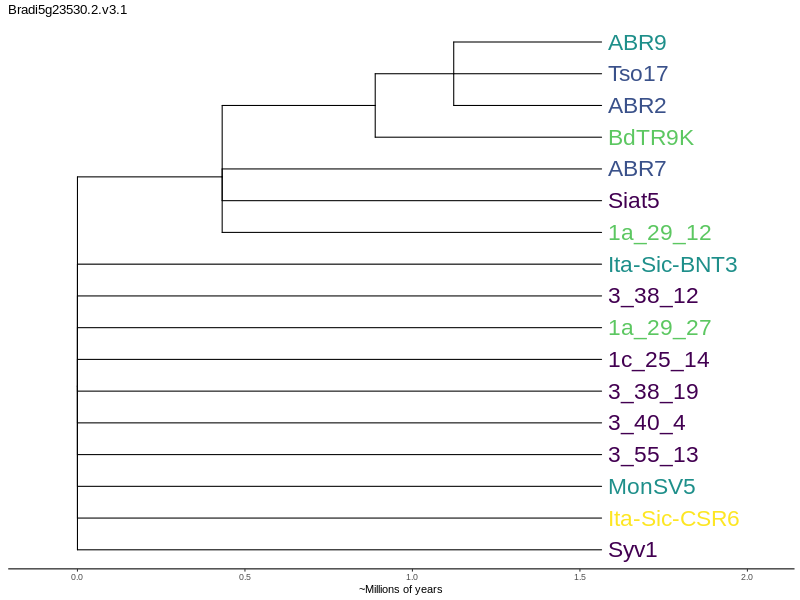 Bradi5g23530.2.v3.1
ABR9
Tso17
ABR2
BdTR9K
ABR7
Siat5
1a_29_12
Ita-Sic-BNT3
3_38_12
1a_29_27
1c_25_14
3_38_19
3_40_4
3_55_13
MonSV5
Ita-Sic-CSR6
Syv1
0.0 0.5 1.0 1.5 2.0
~Millions of years